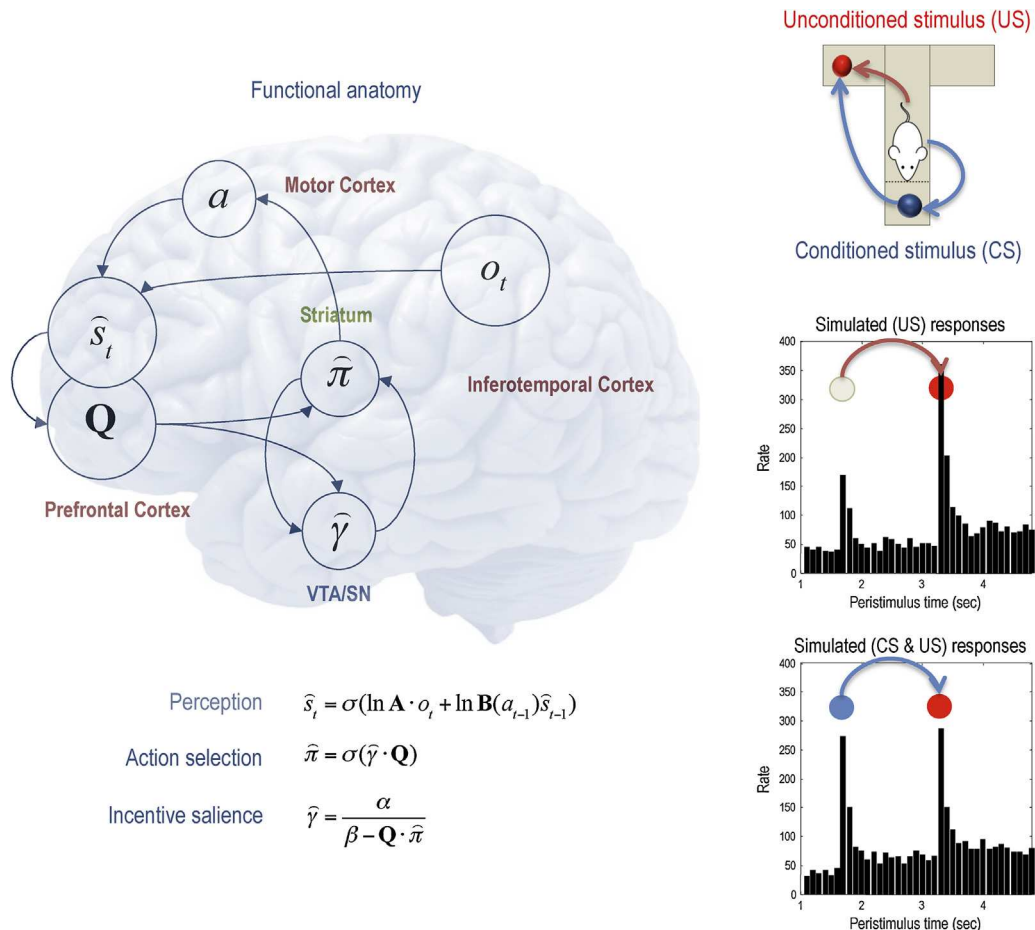 Functional anatomy
Motor Cortex
a
o_t
ŝ_t
Striatum
π̂
Inferotemporal Cortex
Q
Prefrontal Cortex
γ̂
VTA/SN
Perception ŝ_t = σ(ln A · o_t + ln B(a_{t−1})ŝ_{t−1})
Action selection π̂ = σ(γ̂ · Q)
Incentive salience γ̂ = α / (β − Q · π̂)
Unconditioned stimulus (US)
Conditioned stimulus (CS)
Simulated (US) responses
400
350
300
250
200
150
100
50
0
Rate
1 2 3 4
Peristimulus time (sec)
Simulated (CS & US) responses
400
350
300
250
200
150
100
50
0
Rate
1 2 3 4
Peristimulus time (sec)